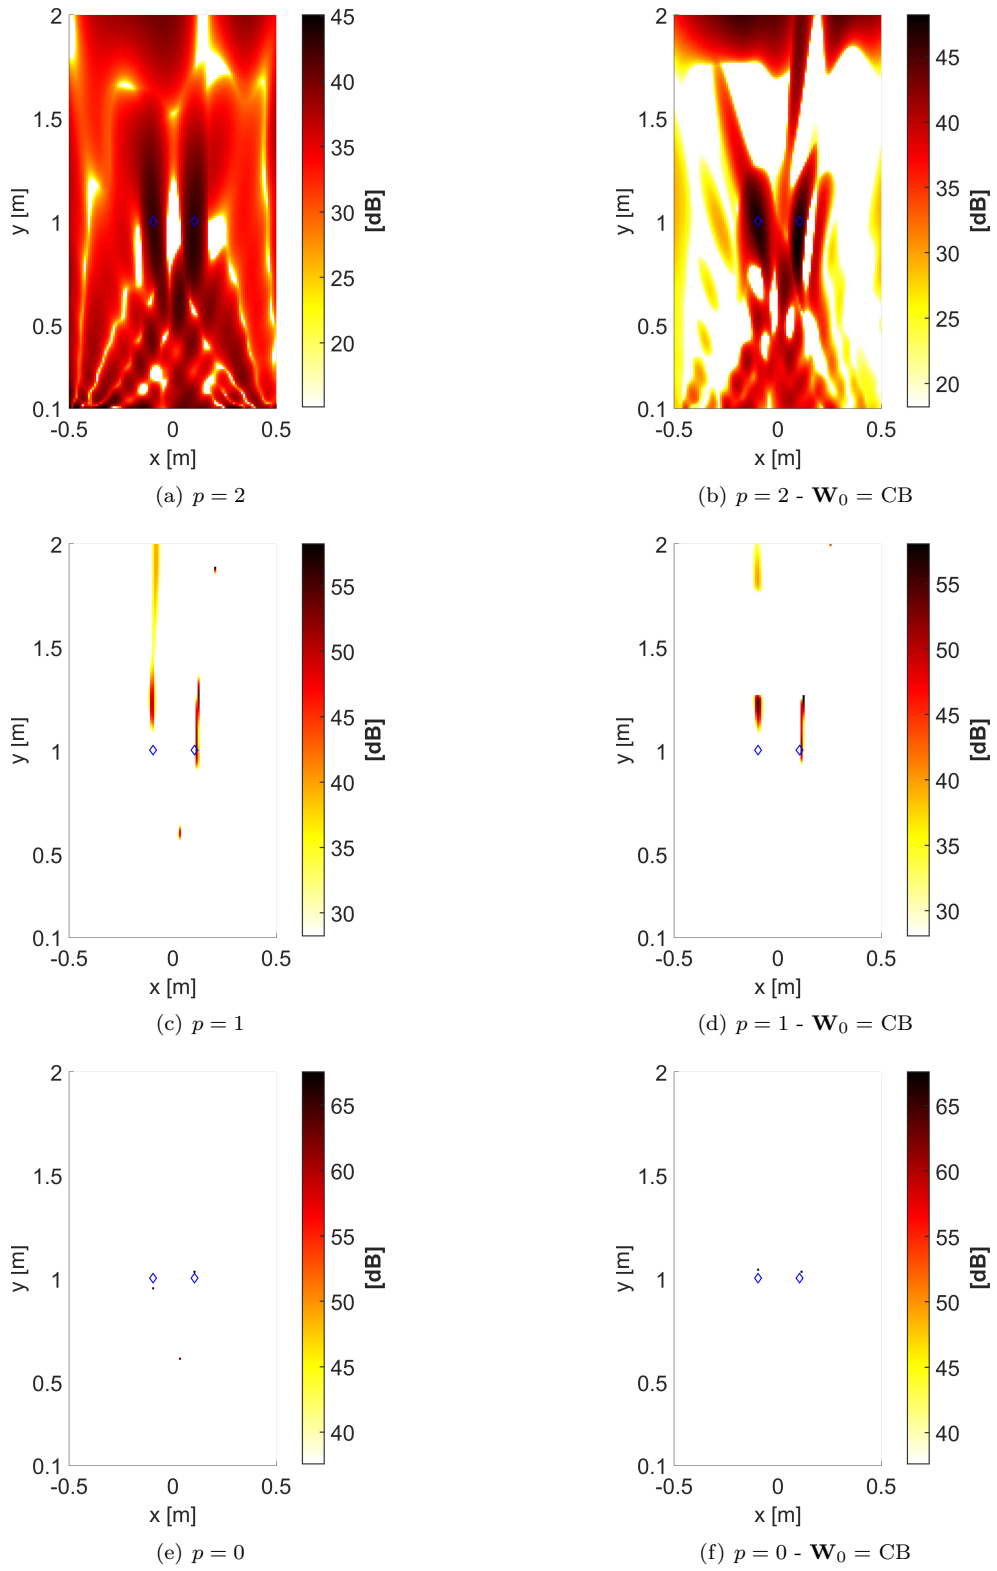 2
1.5
1
0.5
0.1
y [m]
-0.5 0 0.5
x [m]
45
40
35
30
25
20
[dB]
(a) p = 2
2
1.5
1
0.5
0.1
y [m]
-0.5 0 0.5
x [m]
45
40
35
30
25
20
[dB]
(b) p = 2 - W₀ = CB
2
1.5
1
0.5
0.1
y [m]
-0.5 0 0.5
x [m]
55
50
45
40
35
30
[dB]
(c) p = 1
2
1.5
1
0.5
0.1
y [m]
-0.5 0 0.5
x [m]
55
50
45
40
35
30
[dB]
(d) p = 1 - W₀ = CB
2
1.5
1
0.5
0.1
y [m]
-0.5 0 0.5
x [m]
65
60
55
50
45
40
[dB]
(e) p = 0
2
1.5
1
0.5
0.1
y [m]
-0.5 0 0.5
x [m]
65
60
55
50
45
40
[dB]
(f) p = 0 - W₀ = CB